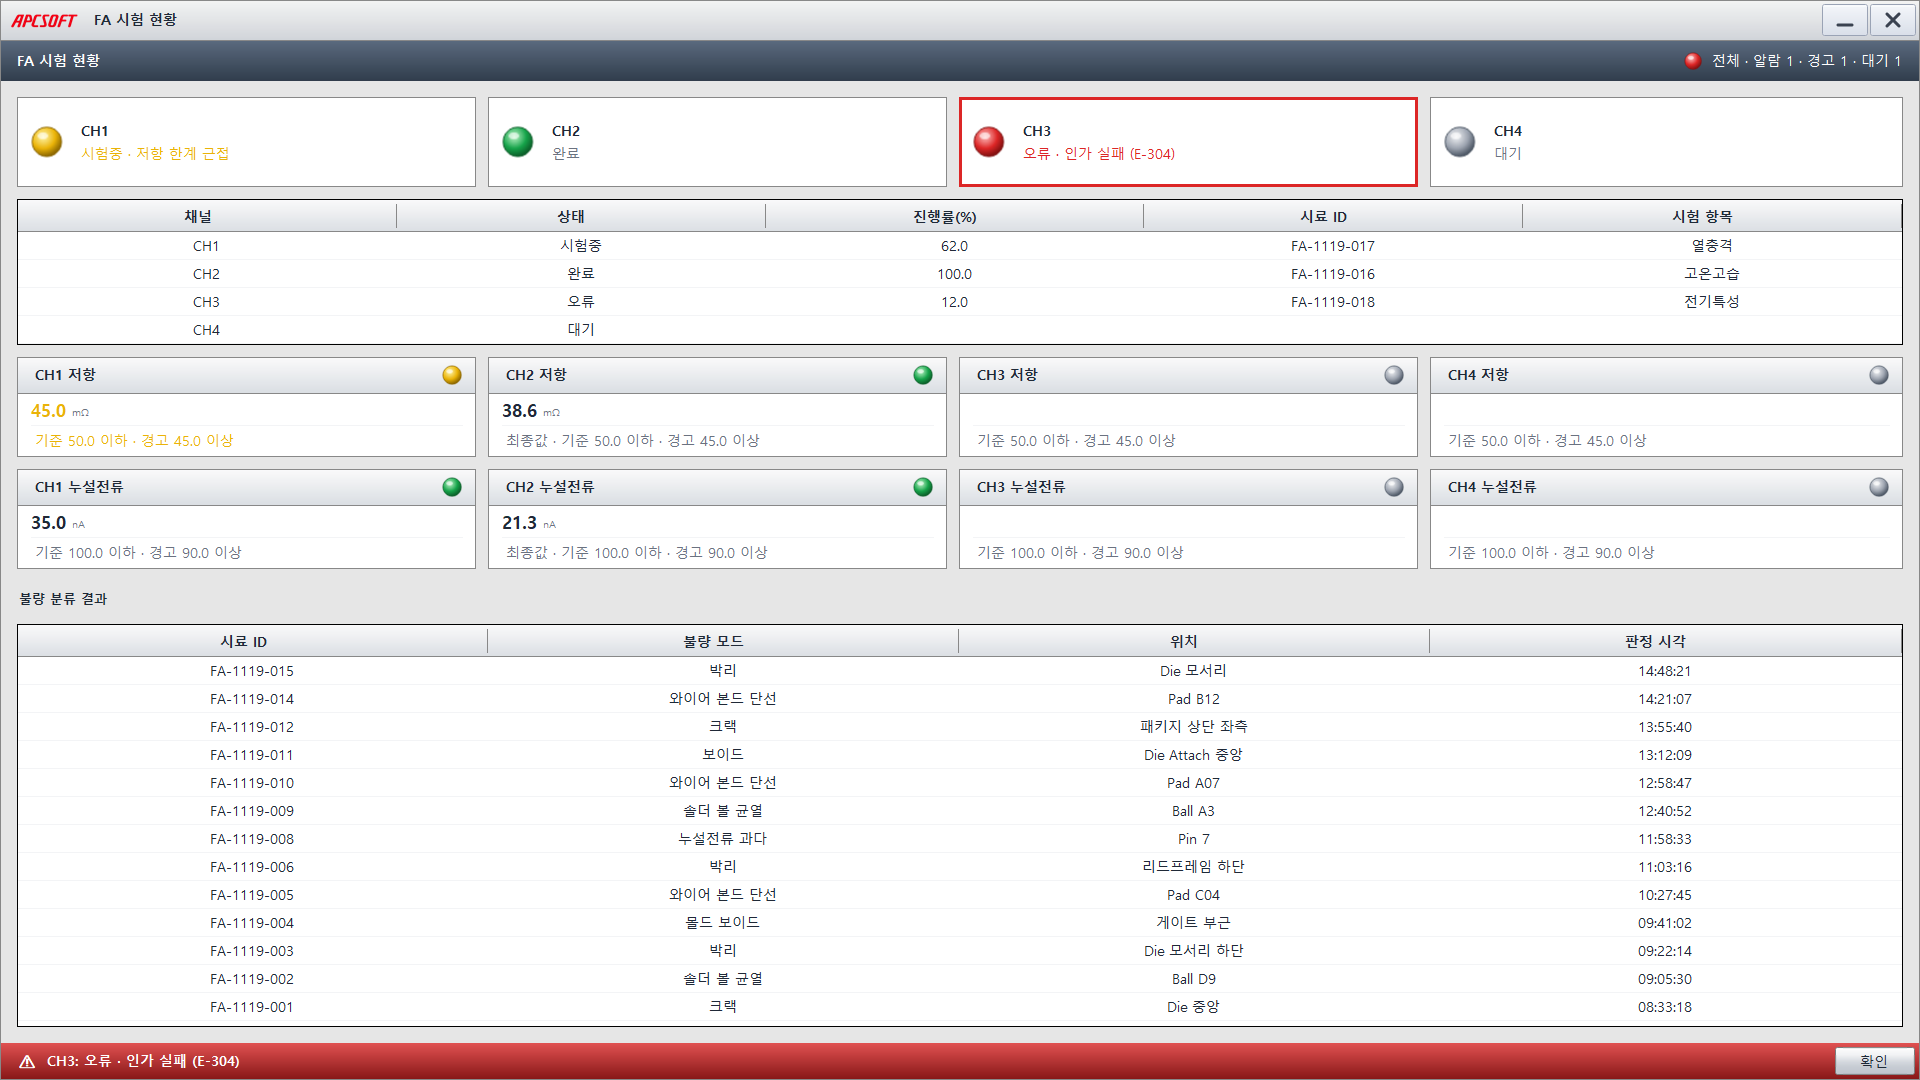 APCSOFT FA 시험 현황
FA 시험 현황 전체 · 알람 1 · 경고 1 · 대기 1
CH1
시험중 · 저항 한계 근접
CH2
완료
CH3
오류 · 인가 실패 (E-304)
CH4
대기
채널 상태 진행률(%) 시료 ID 시험 항목
CH1 시험중 62.0 FA-1119-017 열충격
CH2 완료 100.0 FA-1119-016 고온고습
CH3 오류 12.0 FA-1119-018 전기특성
CH4 대기
CH1 저항
45.0 mΩ
기준 50.0 이하 · 경고 45.0 이상
CH2 저항
38.6 mΩ
최종값 · 기준 50.0 이하 · 경고 45.0 이상
CH3 저항
기준 50.0 이하 · 경고 45.0 이상
CH4 저항
기준 50.0 이하 · 경고 45.0 이상
CH1 누설전류
35.0 nA
기준 100.0 이하 · 경고 90.0 이상
CH2 누설전류
21.3 nA
최종값 · 기준 100.0 이하 · 경고 90.0 이상
CH3 누설전류
기준 100.0 이하 · 경고 90.0 이상
CH4 누설전류
기준 100.0 이하 · 경고 90.0 이상
불량 분류 결과
시료 ID 불량 모드 위치 판정 시각
FA-1119-015 박리 Die 모서리 14:48:21
FA-1119-014 와이어 본드 단선 Pad B12 14:21:07
FA-1119-012 크랙 패키지 상단 좌측 13:55:40
FA-1119-011 보이드 Die Attach 중앙 13:12:09
FA-1119-010 와이어 본드 단선 Pad A07 12:58:47
FA-1119-009 솔더 볼 균열 Ball A3 12:40:52
FA-1119-008 누설전류 과다 Pin 7 11:58:33
FA-1119-006 박리 리드프레임 하단 11:03:16
FA-1119-005 와이어 본드 단선 Pad C04 10:27:45
FA-1119-004 몰드 보이드 게이트 부근 09:41:02
FA-1119-003 박리 Die 모서리 하단 09:22:14
FA-1119-002 솔더 볼 균열 Ball D9 09:05:30
FA-1119-001 크랙 Die 중앙 08:33:18
CH3: 오류 · 인가 실패 (E-304) 확인